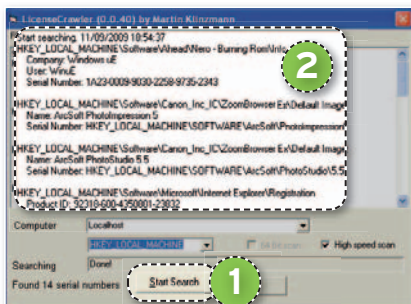 LicenseCrawler (0.0.40) by Martin Klinzmann
Start searching, 11/09/2009 18:54:37
HKEY_LOCAL_MACHINE\Software\Ahead\Nero - Burning Rom\Info
Company: Windows uE
User: WinuE
Serial Number: 1A23-0009-9030-2258-9735-2343
HKEY_LOCAL_MACHINE\Software\Canon_Inc_IC\ZoomBrowser Ex\Default Image
Name: ArcSoft PhotoImpression 5
Serial Number: HKEY_LOCAL_MACHINE\SOFTWARE\ArcSoft\PhotoImpression
HKEY_LOCAL_MACHINE\Software\Canon_Inc_IC\ZoomBrowser Ex\Default Image
Name: ArcSoft PhotoStudio 5.5
Serial Number: HKEY_LOCAL_MACHINE\SOFTWARE\ArcSoft\PhotoStudio\5.5
HKEY_LOCAL_MACHINE\Software\Microsoft\Internet Explorer\Registration
Product ID: 92318-600-4350001-23832
2
Computer Localhost
HKEY_LOCAL_MACHINE High speed scan
Searching Done!
Found 14 serial numbers Start Search 1